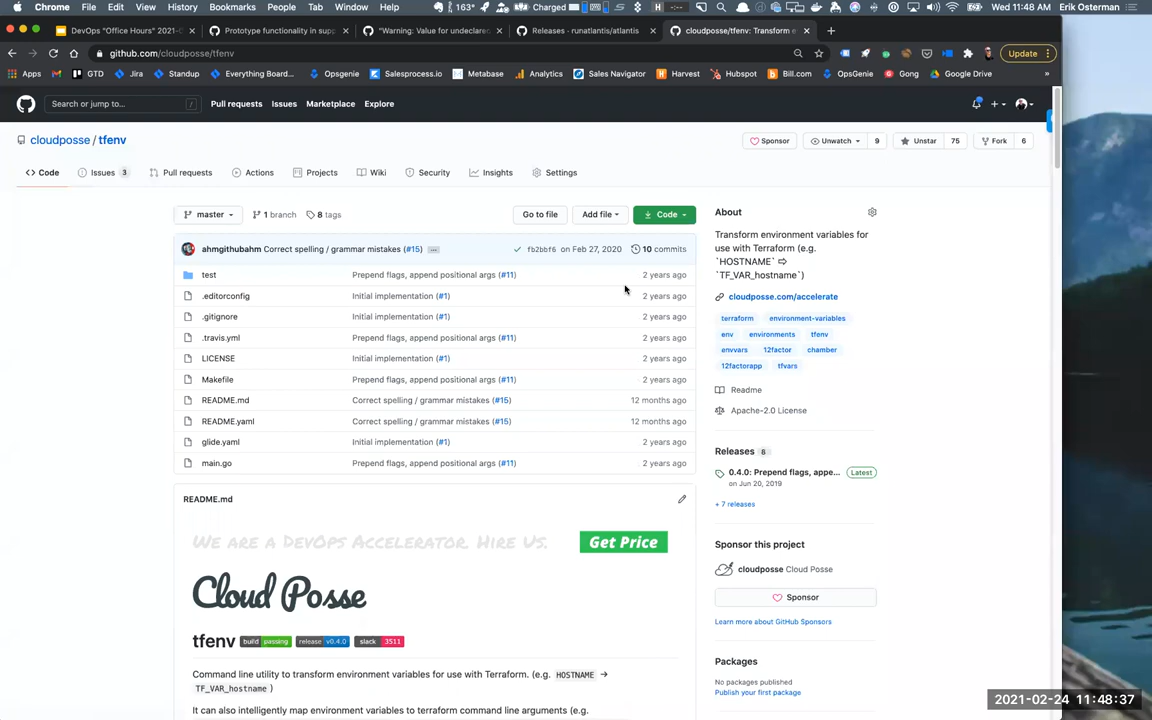 Chrome File Edit View History Bookmarks People Tab Window Help 163° Charged Wed 11:48 AM Erik Osterman
DevOps "Office Hours" 2021- Prototype functionality in supp "Warning: Value for undeclare Releases · runatlantis/atlantis cloudposse/tfenv: Transform e
github.com/cloudposse/tfenv Update
Apps GTD Jira Standup Everything Board... Opsgenie Salesprocess.io Metabase Analytics Sales Navigator Harvest Hubspot Bill.com OpsGenie Gong Google Drive »
Search or jump to... / Pull requests Issues Marketplace Explore
cloudposse / tfenv Sponsor Unwatch 9 Unstar 75 Fork 6
Code Issues 3 Pull requests Actions Projects Wiki Security Insights Settings
master 1 branch 8 tags Go to file Add file Code
ahmgithubahm Correct spelling / grammar mistakes (#15) ... fb2bbf6 on Feb 27, 2020 10 commits
test Prepend flags, append positional args (#11) 2 years ago
.editorconfig Initial implementation (#1) 2 years ago
.gitignore Initial implementation (#1) 2 years ago
.travis.yml Prepend flags, append positional args (#11) 2 years ago
LICENSE Initial implementation (#1) 2 years ago
Makefile Prepend flags, append positional args (#11) 2 years ago
README.md Correct spelling / grammar mistakes (#15) 12 months ago
README.yaml Correct spelling / grammar mistakes (#15) 12 months ago
glide.yaml Initial implementation (#1) 2 years ago
main.go Prepend flags, append positional args (#11) 2 years ago
README.md
We are a DevOps Accelerator. Hire Us. Get Price
Cloud Posse
tfenv build passing release v0.4.0 slack 3511
Command line utility to transform environment variables for use with Terraform. (e.g. HOSTNAME →
TF_VAR_hostname )
It can also intelligently map environment variables to terraform command line arguments (e.g.
About
Transform environment variables for
use with Terraform (e.g.
`HOSTNAME` ⇨
`TF_VAR_hostname`)
cloudposse.com/accelerate
terraform environment-variables
env environments tfenv
envvars 12factor chamber
12factorapp tfvars
Readme
Apache-2.0 License
Releases 8
0.4.0: Prepend flags, appe... Latest
on Jun 20, 2019
+ 7 releases
Sponsor this project
cloudposse Cloud Posse
Sponsor
Learn more about GitHub Sponsors
Packages
No packages published
Publish your first package
2021-02-24 11:48:37